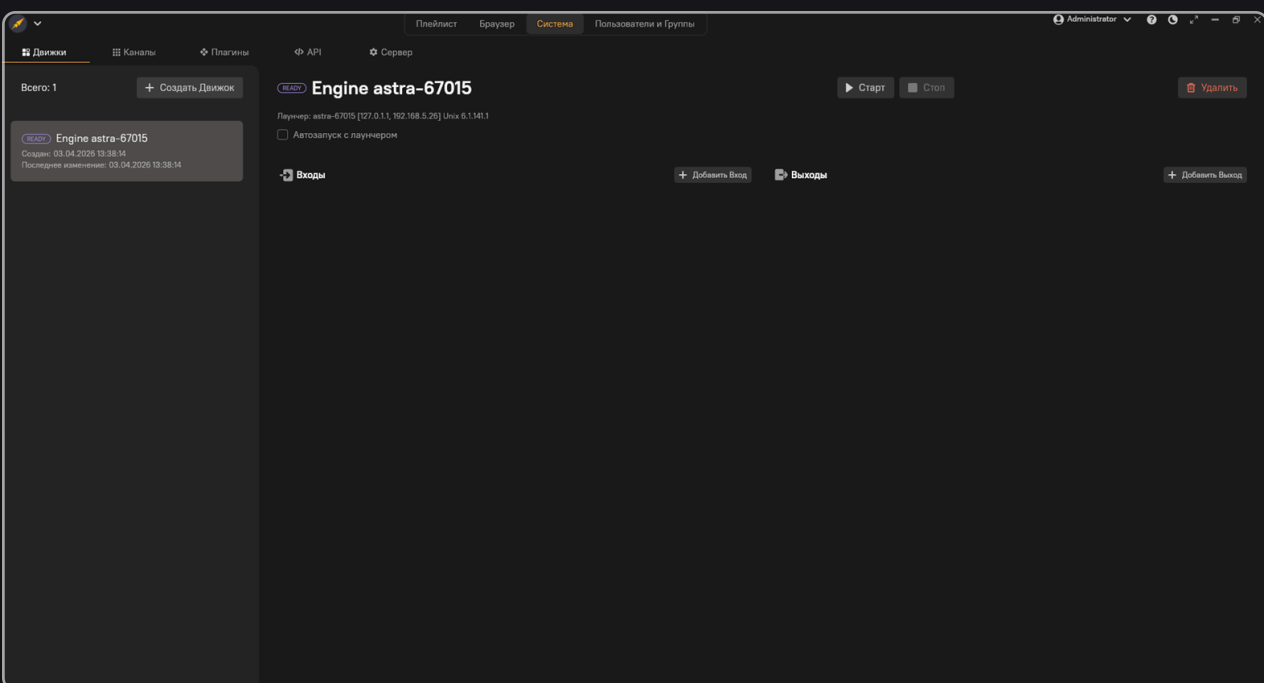 Плейлист Браузер Система Пользователи и Группы Administrator
Движки Каналы Плагины API Сервер
Всего: 1 + Создать Движок
READY Engine astra-67015 Старт Стоп Удалить
Лаунчер: astra-67015 [127.0.1.1, 192.168.5.26] Unix 6.1.141.1
Автозапуск с лаунчером
READY Engine astra-67015
Создан: 03.04.2026 13:38:14
Последнее изменение: 03.04.2026 13:38:14
Входы + Добавить Вход Выходы + Добавить Выход